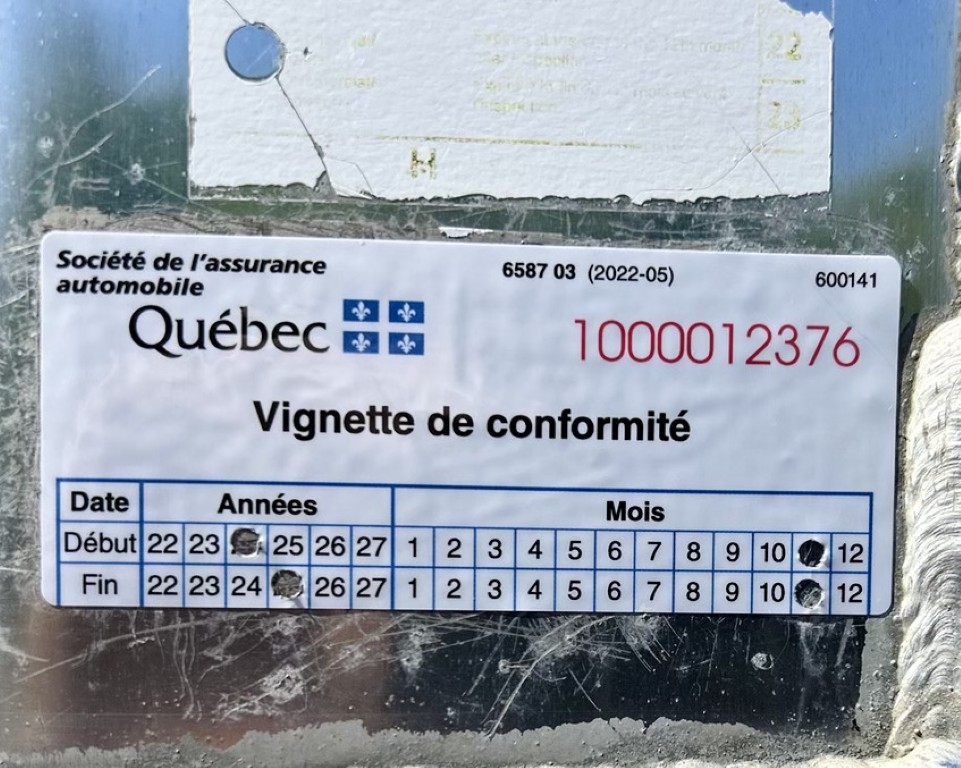 22
23
H
Société de l'assurance
automobile
Québec
6587 03 (2022-05)
600141
1000012376
Vignette de conformité
Date Années Mois
Début 22 23 25 26 27 1 2 3 4 5 6 7 8 9 10 12
Fin 22 23 24 26 27 1 2 3 4 5 6 7 8 9 10 12